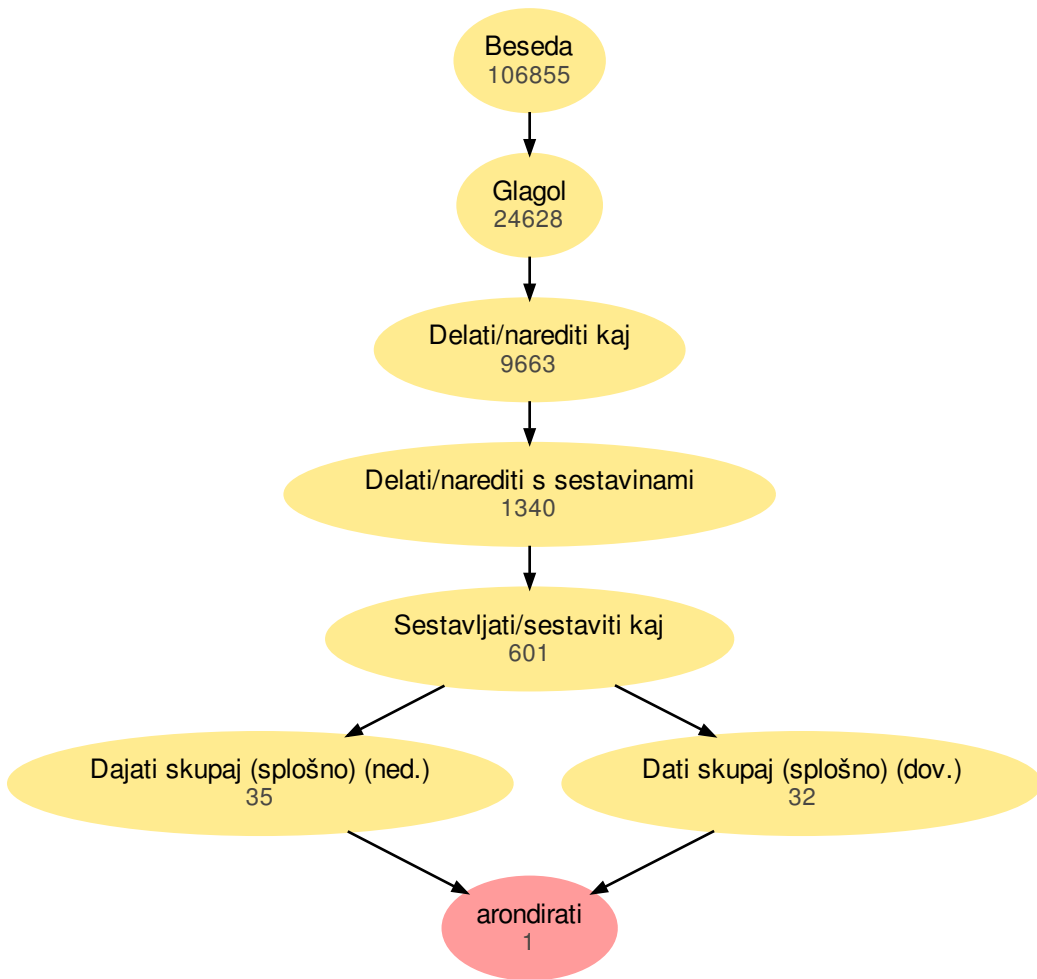 Beseda
106855
Glagol
24628
Delati/narediti kaj
9663
Delati/narediti s sestavinami
1340
Sestavljati/sestaviti kaj
601
Dajati skupaj (splošno) (ned.)
35
Dati skupaj (splošno) (dov.)
32
arondirati
1